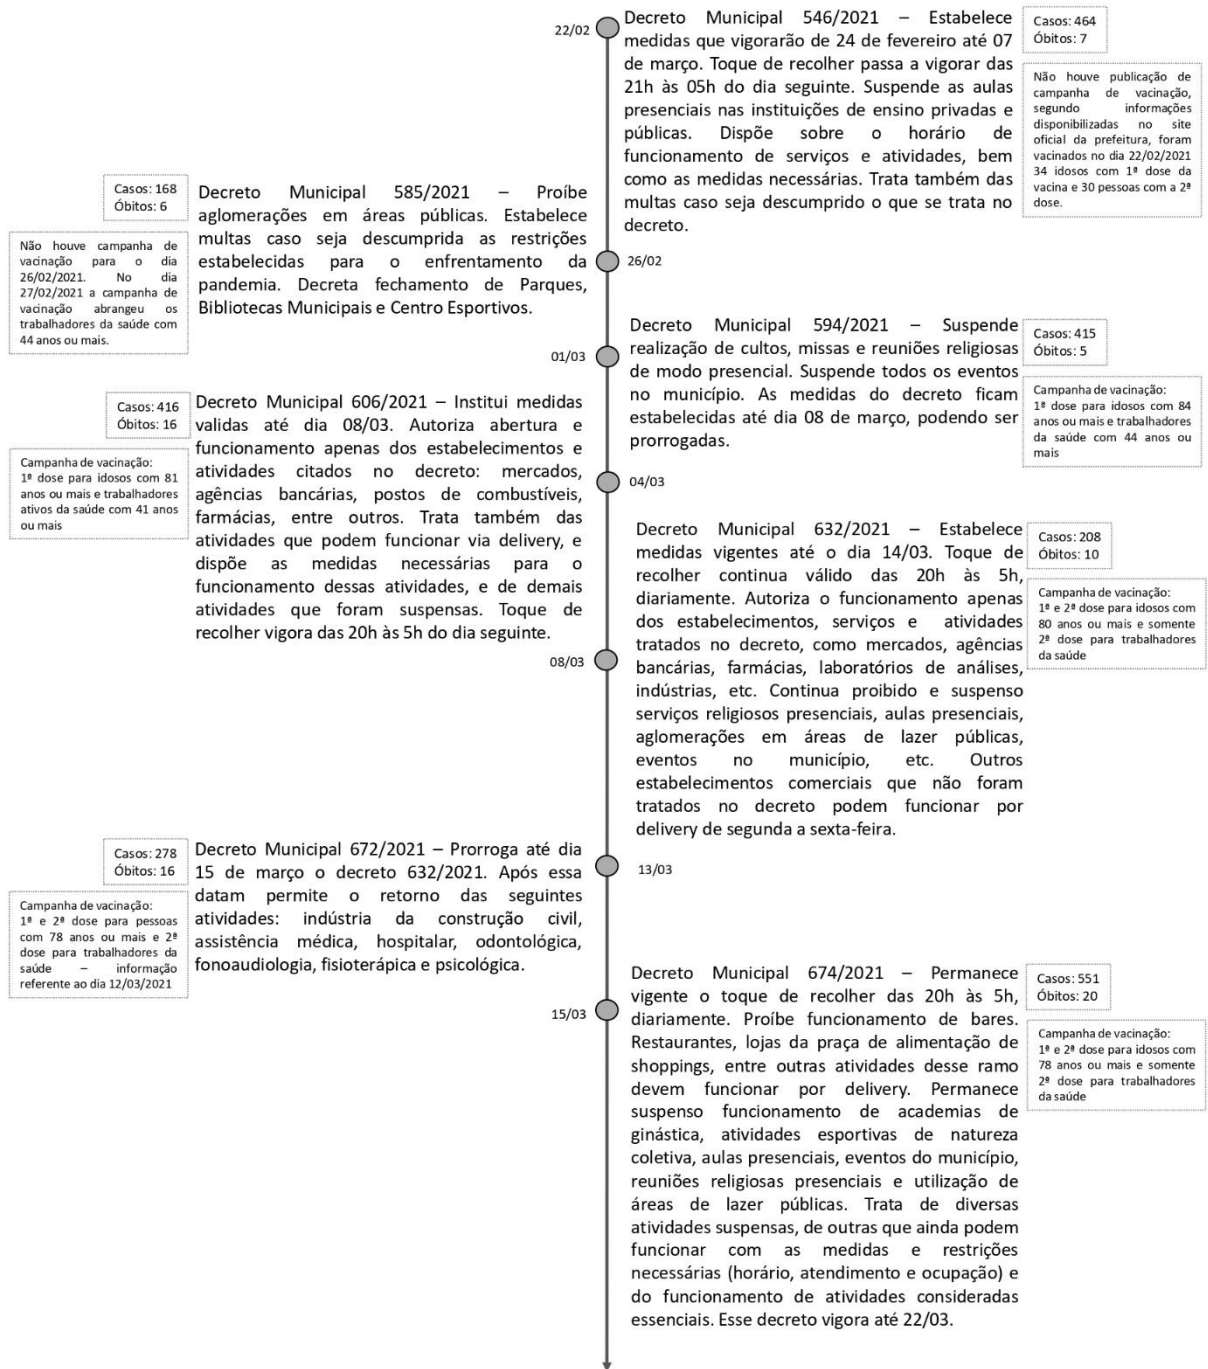 22/02
Decreto Municipal 546/2021 – Estabelece
medidas que vigorarão de 24 de fevereiro até 07
de março. Toque de recolher passa a vigorar das
21h às 05h do dia seguinte. Suspende as aulas
presenciais nas instituições de ensino privadas e
públicas. Dispõe sobre o horário de
funcionamento de serviços e atividades, bem
como as medidas necessárias. Trata também das
multas caso seja descumprido o que se trata no
decreto.
Casos: 464
Óbitos: 7
Não houve publicação de
campanha de vacinação,
segundo informações
disponibilizadas no site
oficial da prefeitura, foram
vacinados no dia 22/02/2021
34 idosos com 1ª dose da
vacina e 30 pessoas com a 2ª
dose.
Casos: 168
Óbitos: 6
Não houve campanha de
vacinação para o dia
26/02/2021. No dia
27/02/2021 a campanha de
vacinação abrangeu os
trabalhadores da saúde com
44 anos ou mais.
Decreto Municipal 585/2021 – Proíbe
aglomerações em áreas públicas. Estabelece
multas caso seja descumprida as restrições
estabelecidas para o enfrentamento da
pandemia. Decreta fechamento de Parques,
Bibliotecas Municipais e Centro Esportivos.
26/02
01/03
Decreto Municipal 594/2021 – Suspende
realização de cultos, missas e reuniões religiosas
de modo presencial. Suspende todos os eventos
no município. As medidas do decreto ficam
estabelecidas até dia 08 de março, podendo ser
prorrogadas.
Casos: 415
Óbitos: 5
Campanha de vacinação:
1ª dose para idosos com 84
anos ou mais e trabalhadores
da saúde com 44 anos ou
mais
Casos: 416
Óbitos: 16
Campanha de vacinação:
1ª dose para idosos com 81
anos ou mais e trabalhadores
ativos da saúde com 41 anos
ou mais
Decreto Municipal 606/2021 – Institui medidas
validas até dia 08/03. Autoriza abertura e
funcionamento apenas dos estabelecimentos e
atividades citados no decreto: mercados,
agências bancárias, postos de combustíveis,
farmácias, entre outros. Trata também das
atividades que podem funcionar via delivery, e
dispõe as medidas necessárias para o
funcionamento dessas atividades, e de demais
atividades que foram suspensas. Toque de
recolher vigora das 20h às 5h do dia seguinte.
04/03
08/03
Decreto Municipal 632/2021 – Estabelece
medidas vigentes até o dia 14/03. Toque de
recolher continua válido das 20h às 5h,
diariamente. Autoriza o funcionamento apenas
dos estabelecimentos, serviços e atividades
tratados no decreto, como mercados, agências
bancárias, farmácias, laboratórios de análises,
indústrias, etc. Continua proibido e suspenso
serviços religiosos presenciais, aulas presenciais,
aglomerações em áreas de lazer públicas,
eventos no município, etc. Outros
estabelecimentos comerciais que não foram
tratados no decreto podem funcionar por
delivery de segunda a sexta-feira.
Casos: 208
Óbitos: 10
Campanha de vacinação:
1ª e 2ª dose para idosos com
80 anos ou mais e somente
2ª dose para trabalhadores
da saúde
Casos: 278
Óbitos: 16
Campanha de vacinação:
1ª e 2ª dose para pessoas
com 78 anos ou mais e 2ª
dose para trabalhadores da
saúde – informação
referente ao dia 12/03/2021
Decreto Municipal 672/2021 – Prorroga até dia
15 de março o decreto 632/2021. Após essa
datam permite o retorno das seguintes
atividades: indústria da construção civil,
assistência médica, hospitalar, odontológica,
fonoaudiologia, fisioterápica e psicológica.
13/03
15/03
Decreto Municipal 674/2021 – Permanece
vigente o toque de recolher das 20h às 5h,
diariamente. Proíbe funcionamento de bares.
Restaurantes, lojas da praça de alimentação de
shoppings, entre outras atividades desse ramo
devem funcionar por delivery. Permanece
suspenso funcionamento de academias de
ginástica, atividades esportivas de natureza
coletiva, aulas presenciais, eventos do município,
reuniões religiosas presenciais e utilização de
áreas de lazer públicas. Trata de diversas
atividades suspensas, de outras que ainda podem
funcionar com as medidas e restrições
necessárias (horário, atendimento e ocupação) e
do funcionamento de atividades consideradas
essenciais. Esse decreto vigora até 22/03.
Casos: 551
Óbitos: 20
Campanha de vacinação:
1ª e 2ª dose para idosos com
78 anos ou mais e somente
2ª dose para trabalhadores
da saúde